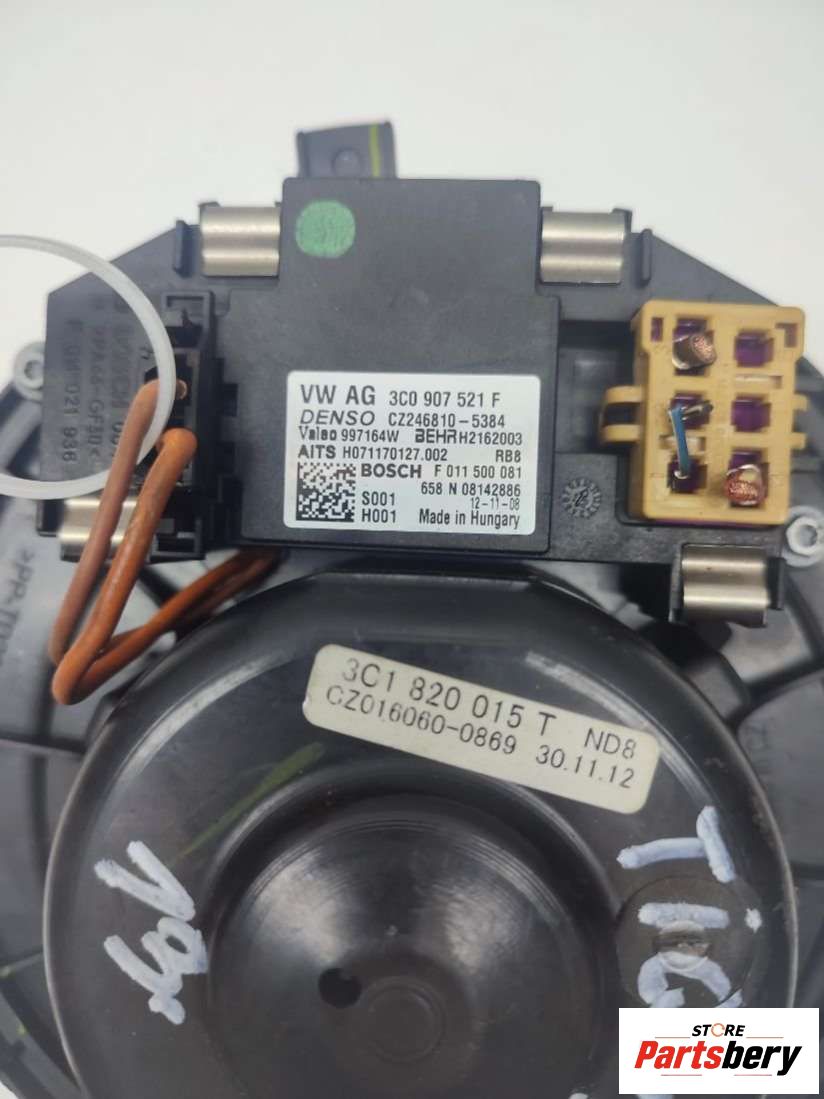 VW AG 3C0 907 521 F
DENSO CZ246810-5384
Valeo 997164W BEHR H2162003
AITS H071170127.002 RB8
BOSCH F 011 500 081
658 N 08142886
S001 12-11-08
H001 Made in Hungary
3C1 820 015 T ND8
CZ016060-0869 30.11.12
STORE
Partsbery